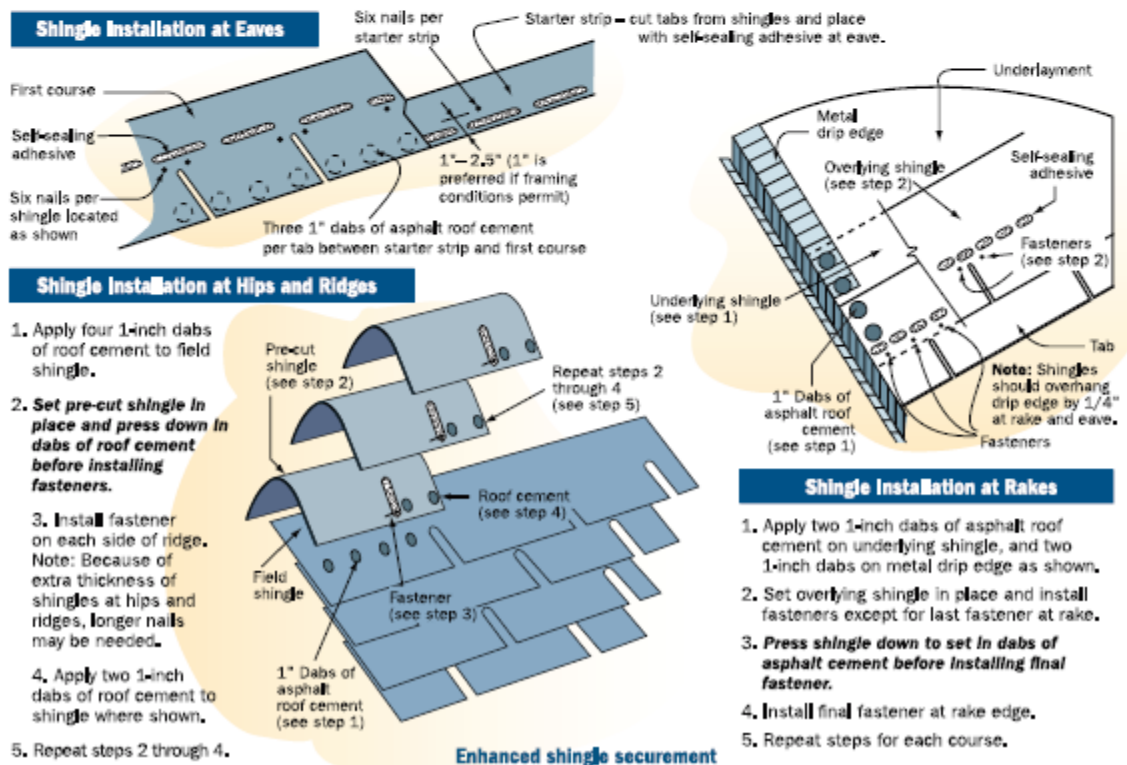 Shingle Installation at Eaves
Six nails per
starter strip
Starter strip – cut tabs from shingles and place
with self-sealing adhesive at eave.
First course
Self-sealing
adhesive
Six nails per
shingle located
as shown
1"–2.5" (1" is
preferred if framing
conditions permit)
Three 1" dabs of asphalt roof cement
per tab between starter strip and first course
Underlayment
Metal
drip edge
Overlying shingle
(see step 2)
Self-sealing
adhesive
Fasteners
(see step 2)
Underlying shingle
(see step 1)
Tab
1" Dabs of
asphalt roof
cement
(see step 1)
Note: Shingles
should overhang
drip edge by 1/4"
at rake and eave.
Fasteners
Shingle Installation at Hips and Ridges
1. Apply four 1-inch dabs
of roof cement to field
shingle.
2. Set pre-cut shingle in
place and press down in
dabs of roof cement
before installing
fasteners.
3. Install fastener
on each side of ridge.
Note: Because of
extra thickness of
shingles at hips and
ridges, longer nails
may be needed.
4. Apply two 1-inch
dabs of roof cement to
shingle where shown.
5. Repeat steps 2 through 4.
Pre-cut
shingle
(see step 2)
Repeat steps 2
through 4
(see step 5)
Roof cement
(see step 4)
Field
shingle
Fastener
(see step 3)
1" Dabs of
asphalt
roof cement
(see step 1)
Shingle Installation at Rakes
1. Apply two 1-inch dabs of asphalt roof
cement on underlying shingle, and two
1-inch dabs on metal drip edge as shown.
2. Set overlying shingle in place and install
fasteners except for last fastener at rake.
3. Press shingle down to set in dabs of
asphalt cement before installing final
fastener.
4. Install final fastener at rake edge.
5. Repeat steps for each course.
Enhanced shingle securement